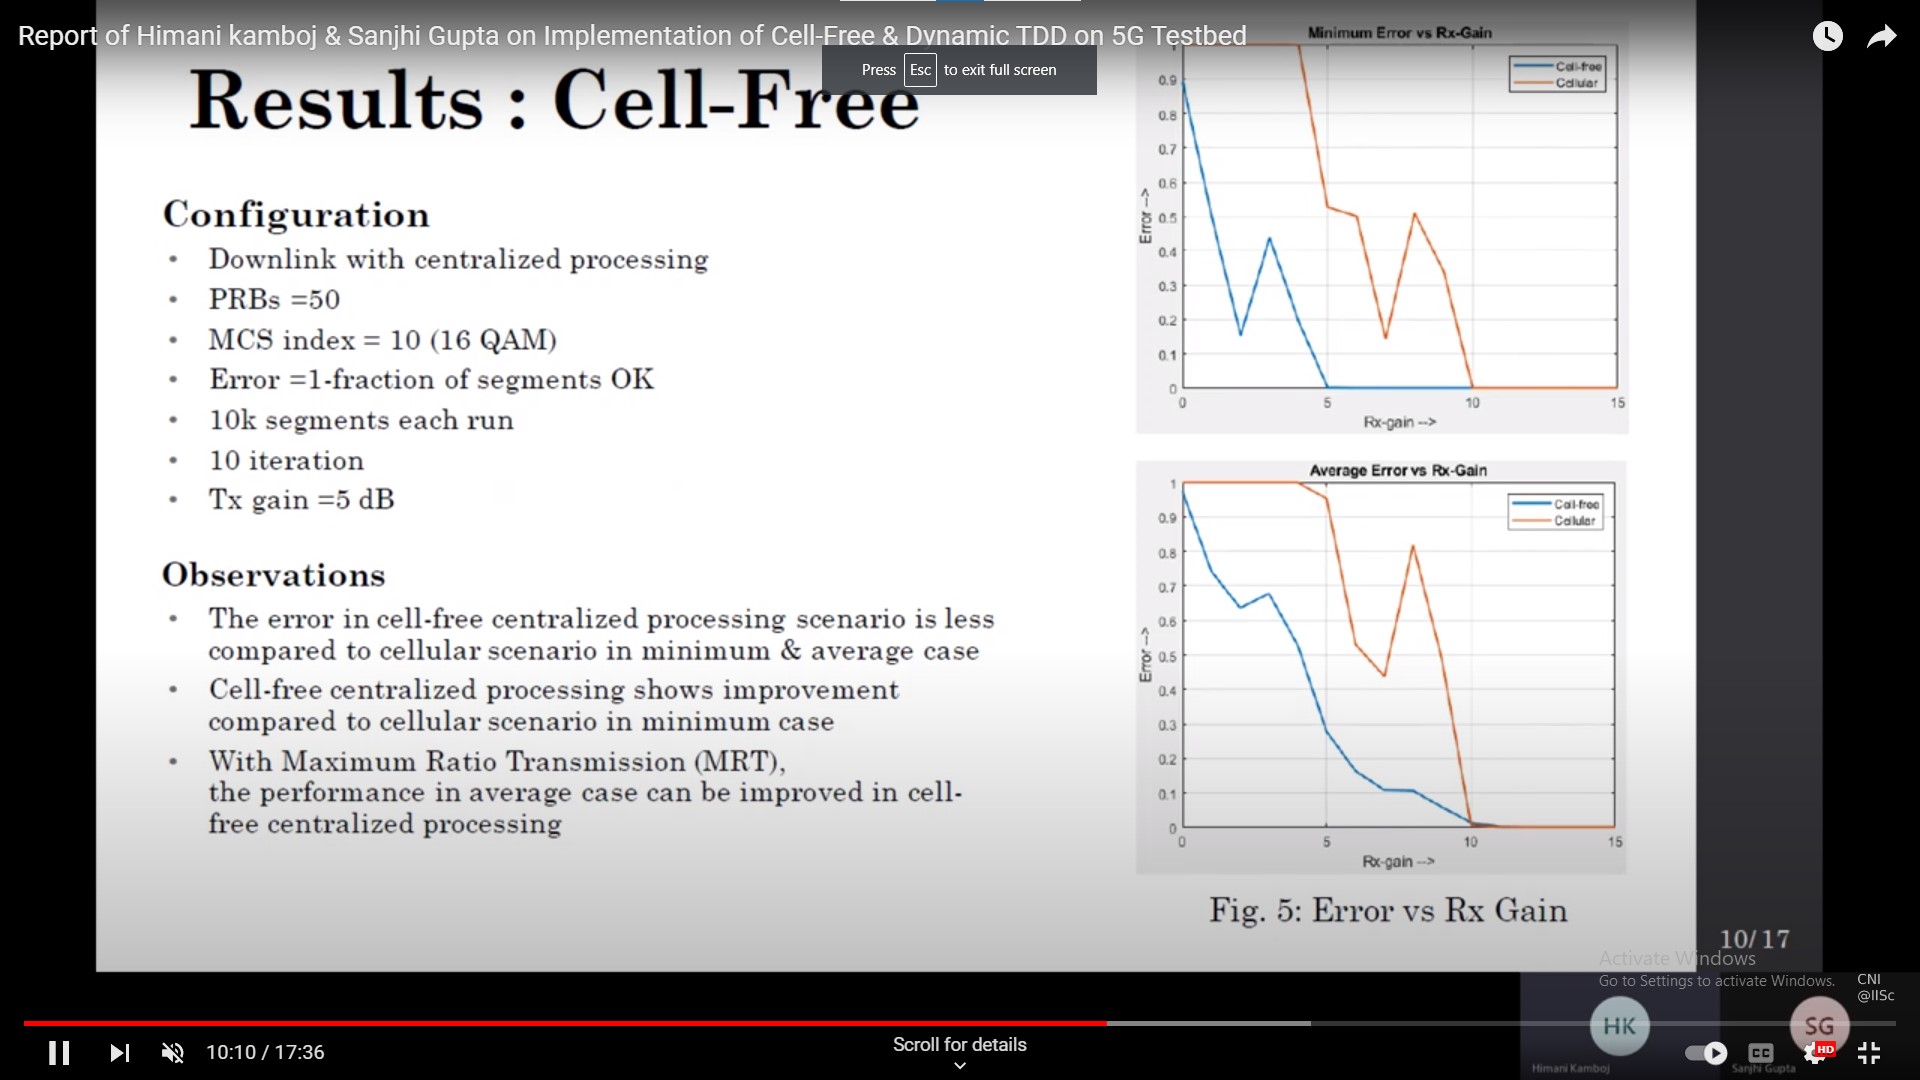 Report of Himani kamboj & Sanjhi Gupta on Implementation of Cell-Free & Dynamic TDD on 5G Testbed
Press Esc to exit full screen
Results : Cell-Free
Configuration
• Downlink with centralized processing
• PRBs =50
• MCS index = 10 (16 QAM)
• Error =1-fraction of segments OK
• 10k segments each run
• 10 iteration
• Tx gain =5 dB
Observations
• The error in cell-free centralized processing scenario is less
compared to cellular scenario in minimum & average case
• Cell-free centralized processing shows improvement
compared to cellular scenario in minimum case
• With Maximum Ratio Transmission (MRT),
the performance in average case can be improved in cell-
free centralized processing
Minimum Error vs Rx-Gain
Cell-free
Cellular
1
0.9
0.8
0.7
0.6
0.5
0.4
0.3
0.2
0.1
0
Error -->
0 5 10 15
Rx-gain -->
Average Error vs Rx-Gain
Cell-free
Cellular
1
0.9
0.8
0.7
0.6
0.5
0.4
0.3
0.2
0.1
0
Error -->
0 5 10 15
Rx-gain -->
Fig. 5: Error vs Rx Gain
10/17
Activate Windows
Go to Settings to activate Windows.
CNI
@IISc
HK
SG
Himani Kamboj
Sanjhi Gupta
10:10 / 17:36
Scroll for details
CC
HD